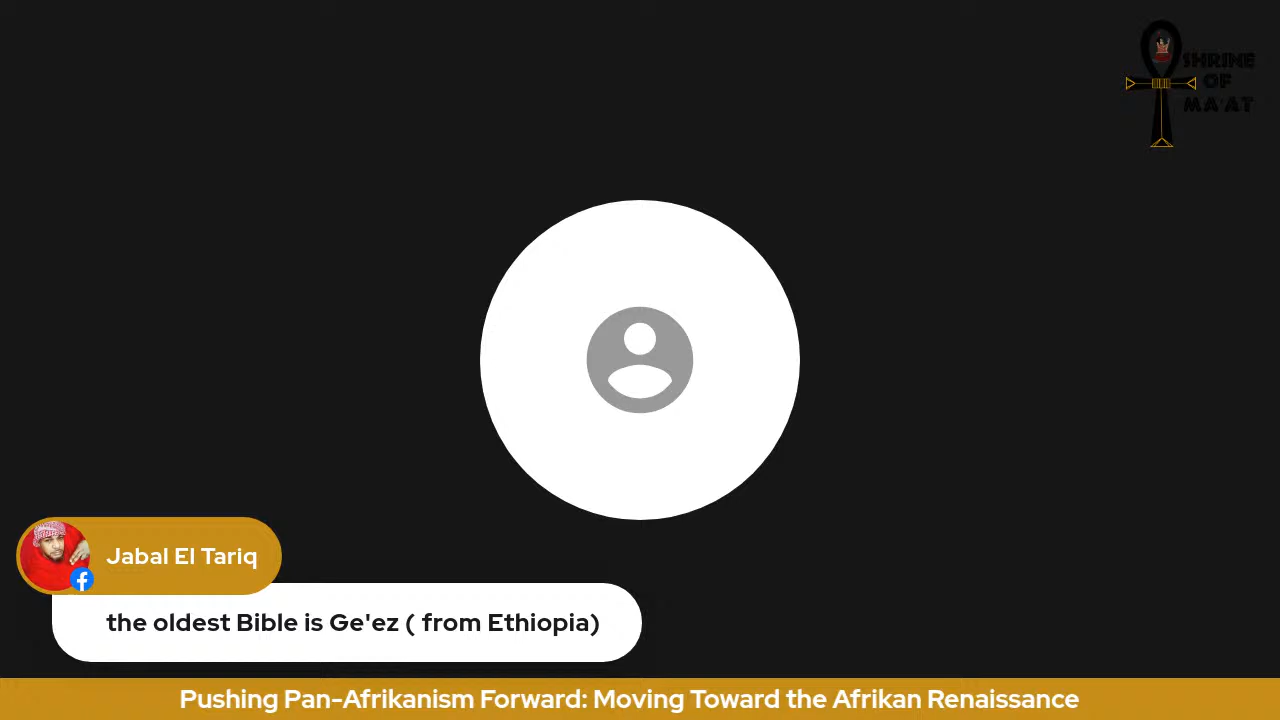 SHRINE
OF
MA'AT
Jabal El Tariq
the oldest Bible is Ge'ez ( from Ethiopia)
Pushing Pan-Afrikanism Forward: Moving Toward the Afrikan Renaissance